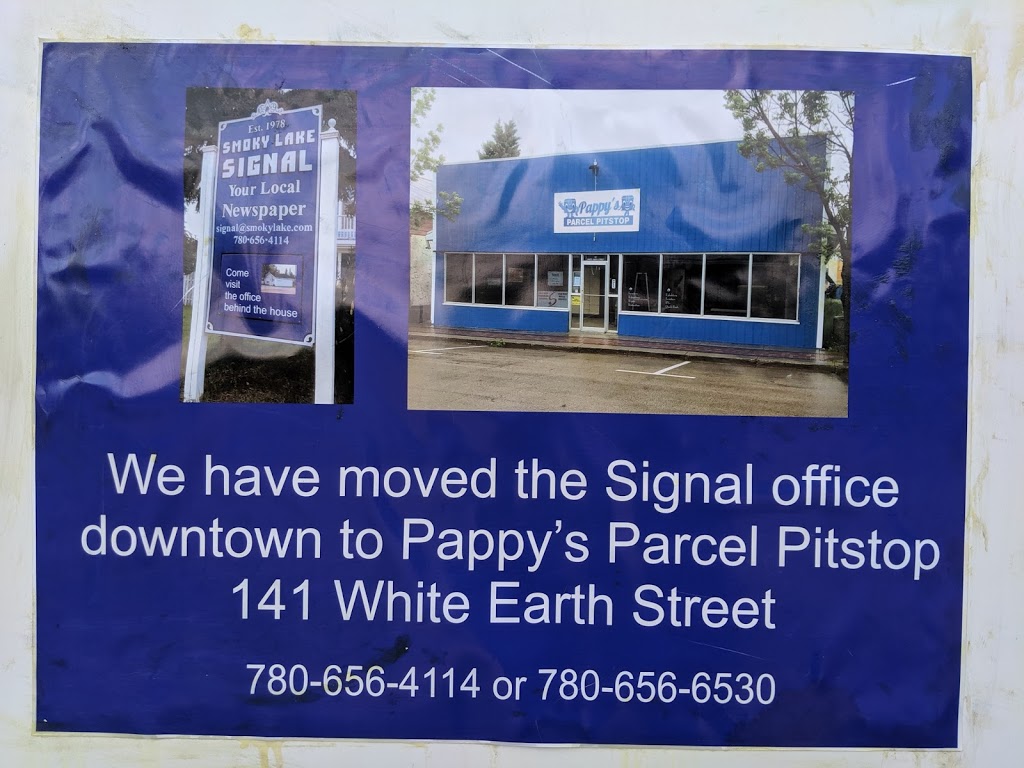 Est. 1978
SMOKY LAKE
SIGNAL
Your Local
Newspaper
signal@smokylake.com
780-656-4114
Come
visit
the office
behind the house
Pappy's
PARCEL PITSTOP
We have moved the Signal office
downtown to Pappy's Parcel Pitstop
141 White Earth Street
780-656-4114 or 780-656-6530